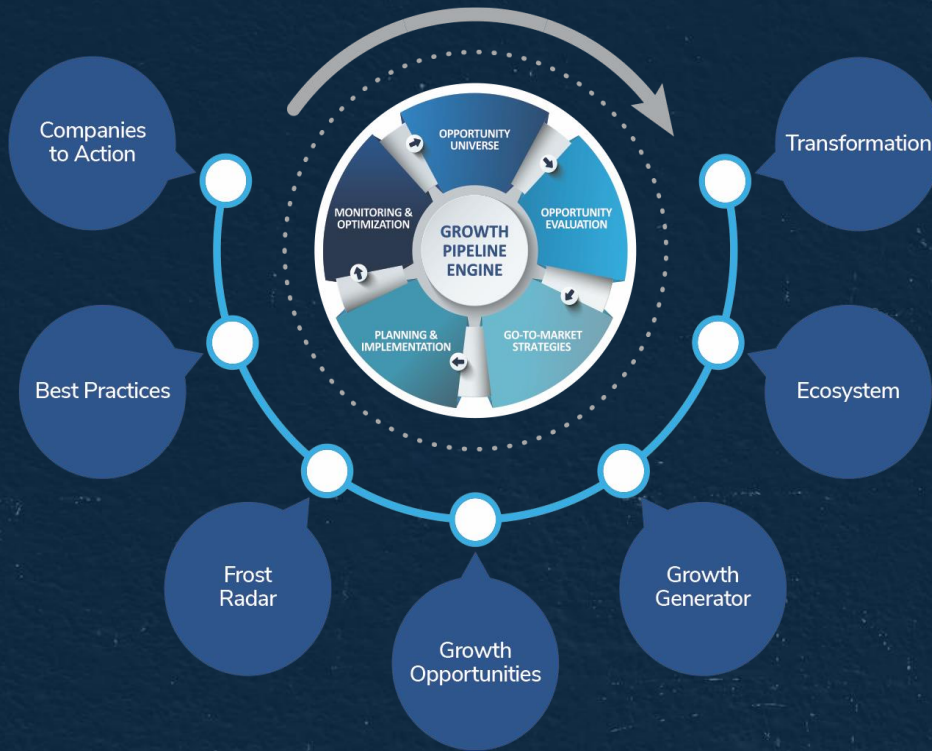 Companies
to Action
Transformation
OPPORTUNITY
UNIVERSE
MONITORING &
OPTIMIZATION
OPPORTUNITY
EVALUATION
GROWTH
PIPELINE
ENGINE
PLANNING &
IMPLEMENTATION
GO-TO-MARKET
STRATEGIES
Best Practices
Ecosystem
Frost
Radar
Growth
Generator
Growth
Opportunities